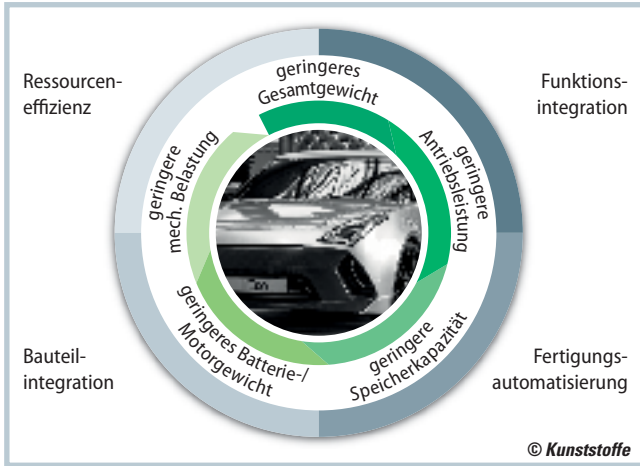 Ressourcen-
effizienz
Funktions-
integration
geringeres
Gesamtgewicht
geringere
Antriebsleistung
geringere
Speicherkapazität
geringeres Batterie-/
Motorgewicht
geringere
mech. Belastung
Bauteil-
integration
Fertigungs-
automatisierung
© Kunststoffe